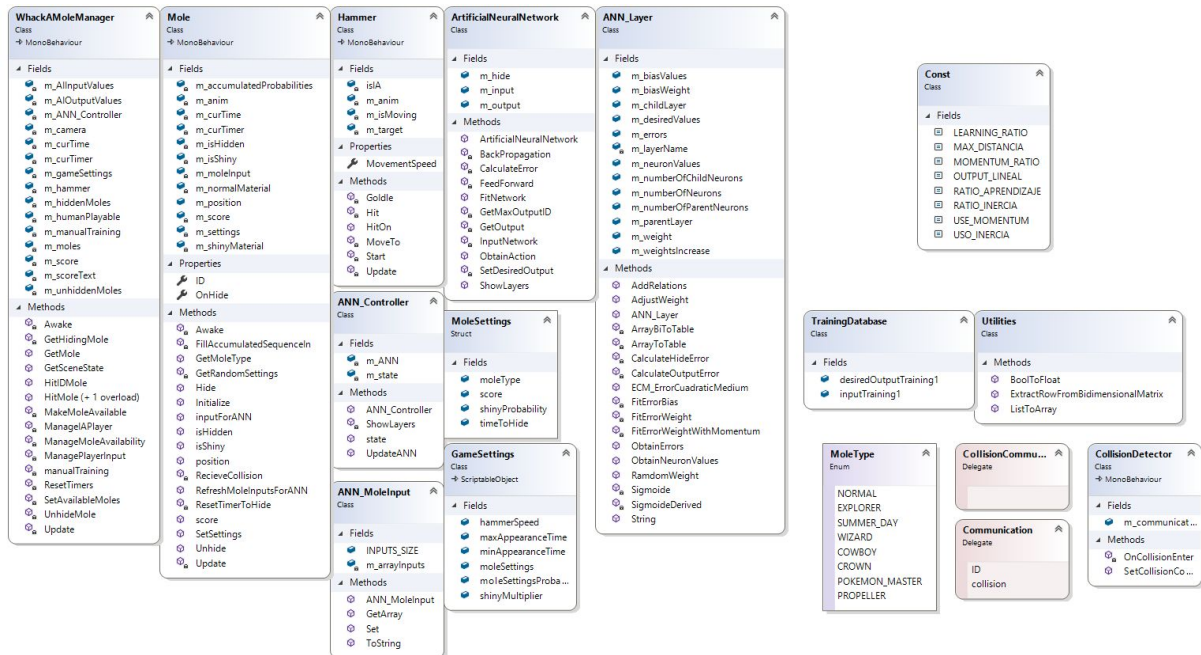 WhackAMoleManager
Class
MonoBehaviour
Fields
m_AIInputValues
m_AIOutputValues
m_ANN_Controller
m_camera
m_curTime
m_curTimer
m_gameSettings
m_hammer
m_hiddenMoles
m_humanPlayable
m_manualTraining
m_moles
m_score
m_scoreText
m_unhiddenMoles
Methods
Awake
GetHidingMole
GetMole
GetSceneState
HitIDMole
HitMole (+ 1 overload)
MakeMoleAvailable
ManageIAPlayer
ManageMoleAvailability
ManagePlayerInput
manualTraining
ResetTimers
SetAvailableMoles
UnhideMole
Update
Mole
Class
MonoBehaviour
Fields
m_accumulatedProbabilities
m_anim
m_curTime
m_curTimer
m_isHidden
m_isShiny
m_moleInput
m_normalMaterial
m_position
m_score
m_settings
m_shinyMaterial
Properties
ID
OnHide
Methods
Awake
FillAccumulatedSequenceIn
GetMoleType
GetRandomSettings
Hide
Initialize
inputForANN
isHidden
isShiny
position
RecieveCollision
RefreshMoleInputsForANN
ResetTimerToHide
score
SetSettings
Unhide
Update
Hammer
Class
MonoBehaviour
Fields
isIA
m_anim
m_isMoving
m_target
Properties
MovementSpeed
Methods
GoIdle
Hit
HitOn
MoveTo
Start
Update
ANN_Controller
Class
Fields
m_ANN
m_state
Methods
ANN_Controller
ShowLayers
state
UpdateANN
ANN_MoleInput
Class
Fields
INPUTS_SIZE
m_arrayInputs
Methods
ANN_MoleInput
GetArray
Set
ToString
ArtificialNeuralNetwork
Class
Fields
m_hide
m_input
m_output
Methods
ArtificialNeuralNetwork
BackPropagation
CalculateError
FeedForward
FitNetwork
GetMaxOutputID
GetOutput
InputNetwork
ObtainAction
SetDesiredOutput
ShowLayers
MoleSettings
Struct
Fields
moleType
score
shinyProbability
timeToHide
GameSettings
Class
ScriptableObject
Fields
hammerSpeed
maxAppearanceTime
minAppearanceTime
moleSettings
moleSettingsProba...
shinyMultiplier
ANN_Layer
Class
Fields
m_biasValues
m_biasWeight
m_childLayer
m_desiredValues
m_errors
m_layerName
m_neuronValues
m_numberOfChildNeurons
m_numberOfNeurons
m_numberOfParentNeurons
m_parentLayer
m_weight
m_weightsIncrease
Methods
AddRelations
AdjustWeight
ANN_Layer
ArrayBiToTable
ArrayToTable
CalculateHideError
CalculateOutputError
ECM_ErrorCuadraticMedium
FitErrorBias
FitErrorWeight
FitErrorWeightWithMomentum
ObtainErrors
ObtainNeuronValues
RamdomWeight
Sigmoide
SigmoideDerived
String
Const
Class
Fields
LEARNING_RATIO
MAX_DISTANCIA
MOMENTUM_RATIO
OUTPUT_LINEAL
RATIO_APRENDIZAJE
RATIO_INERCIA
USE_MOMENTUM
USO_INERCIA
TrainingDatabase
Class
Fields
desiredOutputTraining1
inputTraining1
Utilities
Class
Methods
BoolToFloat
ExtractRowFromBidimensionalMatrix
ListToArray
MoleType
Enum
NORMAL
EXPLORER
SUMMER_DAY
WIZARD
COWBOY
CROWN
POKEMON_MASTER
PROPELLER
CollisionCommu...
Delegate
Communication
Delegate
ID
collision
CollisionDetector
Class
MonoBehaviour
Fields
m_communicat...
Methods
OnCollisionEnter
SetCollisionCo...